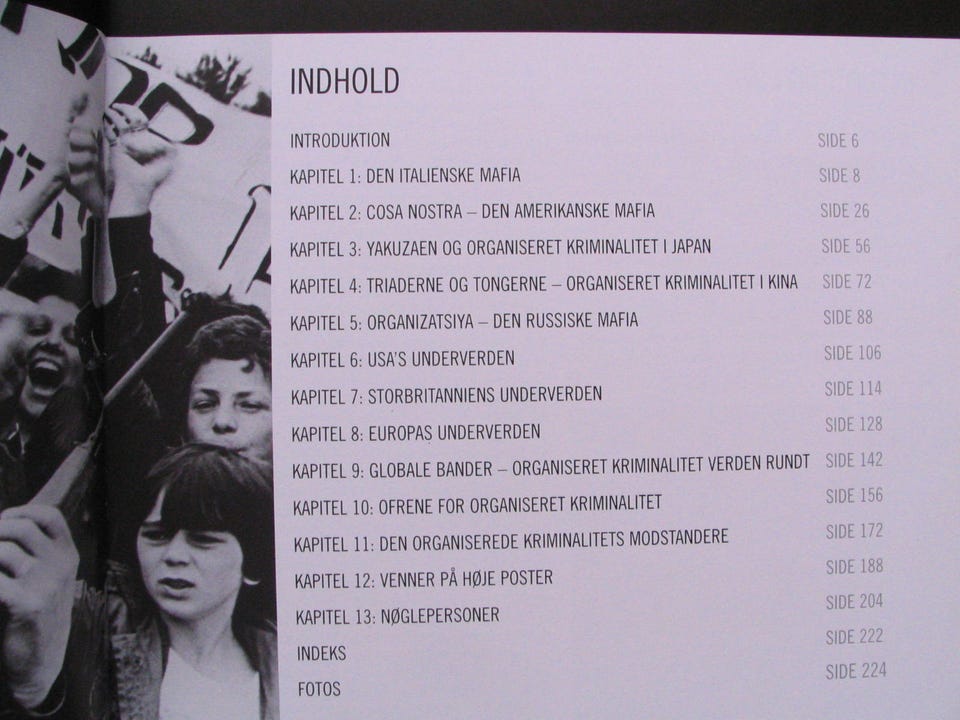 INDHOLD
INTRODUKTION SIDE 6
KAPITEL 1: DEN ITALIENSKE MAFIA SIDE 8
KAPITEL 2: COSA NOSTRA – DEN AMERIKANSKE MAFIA SIDE 26
KAPITEL 3: YAKUZAEN OG ORGANISERET KRIMINALITET I JAPAN SIDE 56
KAPITEL 4: TRIADERNE OG TONGERNE – ORGANISERET KRIMINALITET I KINA SIDE 72
KAPITEL 5: ORGANIZATSIYA – DEN RUSSISKE MAFIA SIDE 88
KAPITEL 6: USA'S UNDERVERDEN SIDE 106
KAPITEL 7: STORBRITANNIENS UNDERVERDEN SIDE 114
KAPITEL 8: EUROPAS UNDERVERDEN SIDE 128
KAPITEL 9: GLOBALE BANDER – ORGANISERET KRIMINALITET VERDEN RUNDT SIDE 142
KAPITEL 10: OFRENE FOR ORGANISERET KRIMINALITET SIDE 156
KAPITEL 11: DEN ORGANISEREDE KRIMINALITETS MODSTANDERE SIDE 172
KAPITEL 12: VENNER PÅ HØJE POSTER SIDE 188
KAPITEL 13: NØGLEPERSONER SIDE 204
INDEKS SIDE 222
FOTOS SIDE 224